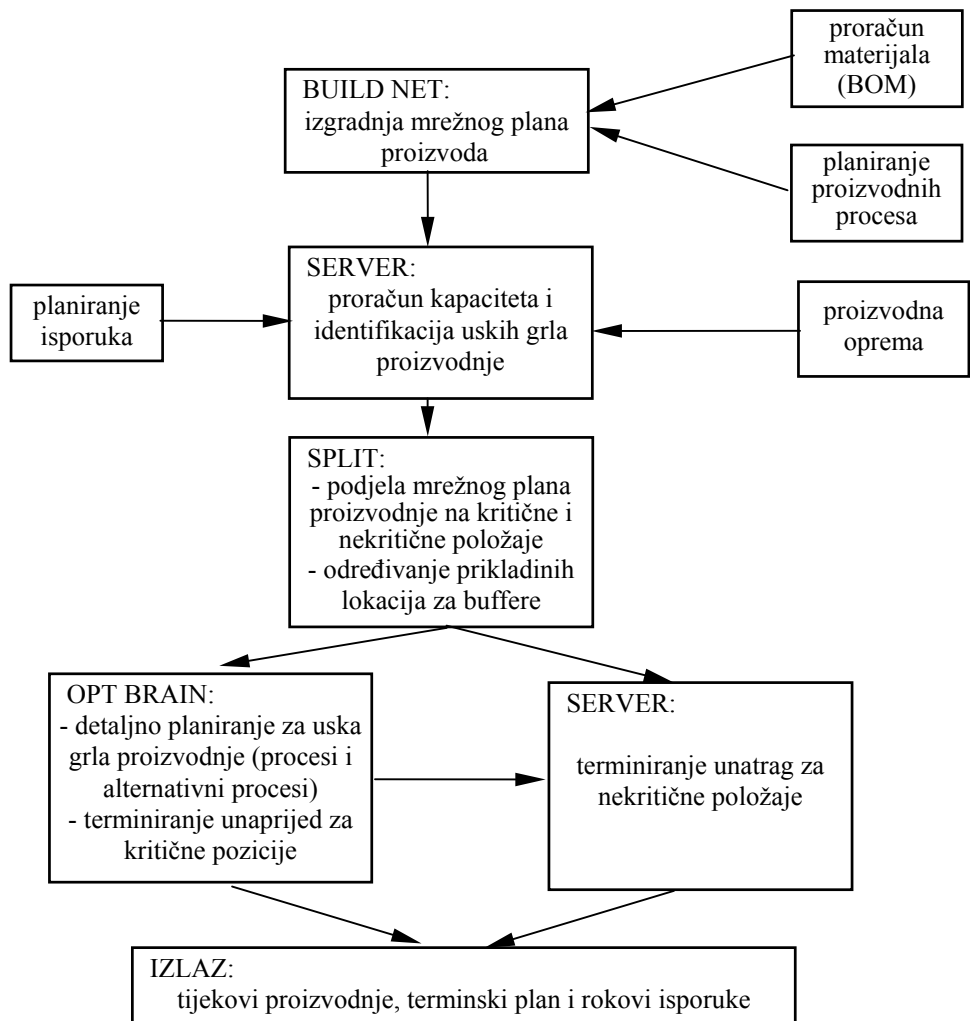 proračun
materijala
(BOM)
BUILD NET:
izgradnja mrežnog plana
proizvoda
planiranje
proizvodnih
procesa
SERVER:
proračun kapaciteta i
identifikacija uskih grla
proizvodnje
planiranje
isporuka
proizvodna
oprema
SPLIT:
- podjela mrežnog plana
proizvodnje na kritične i
nekritične položaje
- određivanje prikladinih
lokacija za buffere
OPT BRAIN:
- detaljno planiranje za uska
grla proizvodnje (procesi i
alternativni procesi)
- terminiranje unaprijed za
kritične pozicije
SERVER:
terminiranje unatrag za
nekritične položaje
IZLAZ:
tijekovi proizvodnje, terminski plan i rokovi isporuke